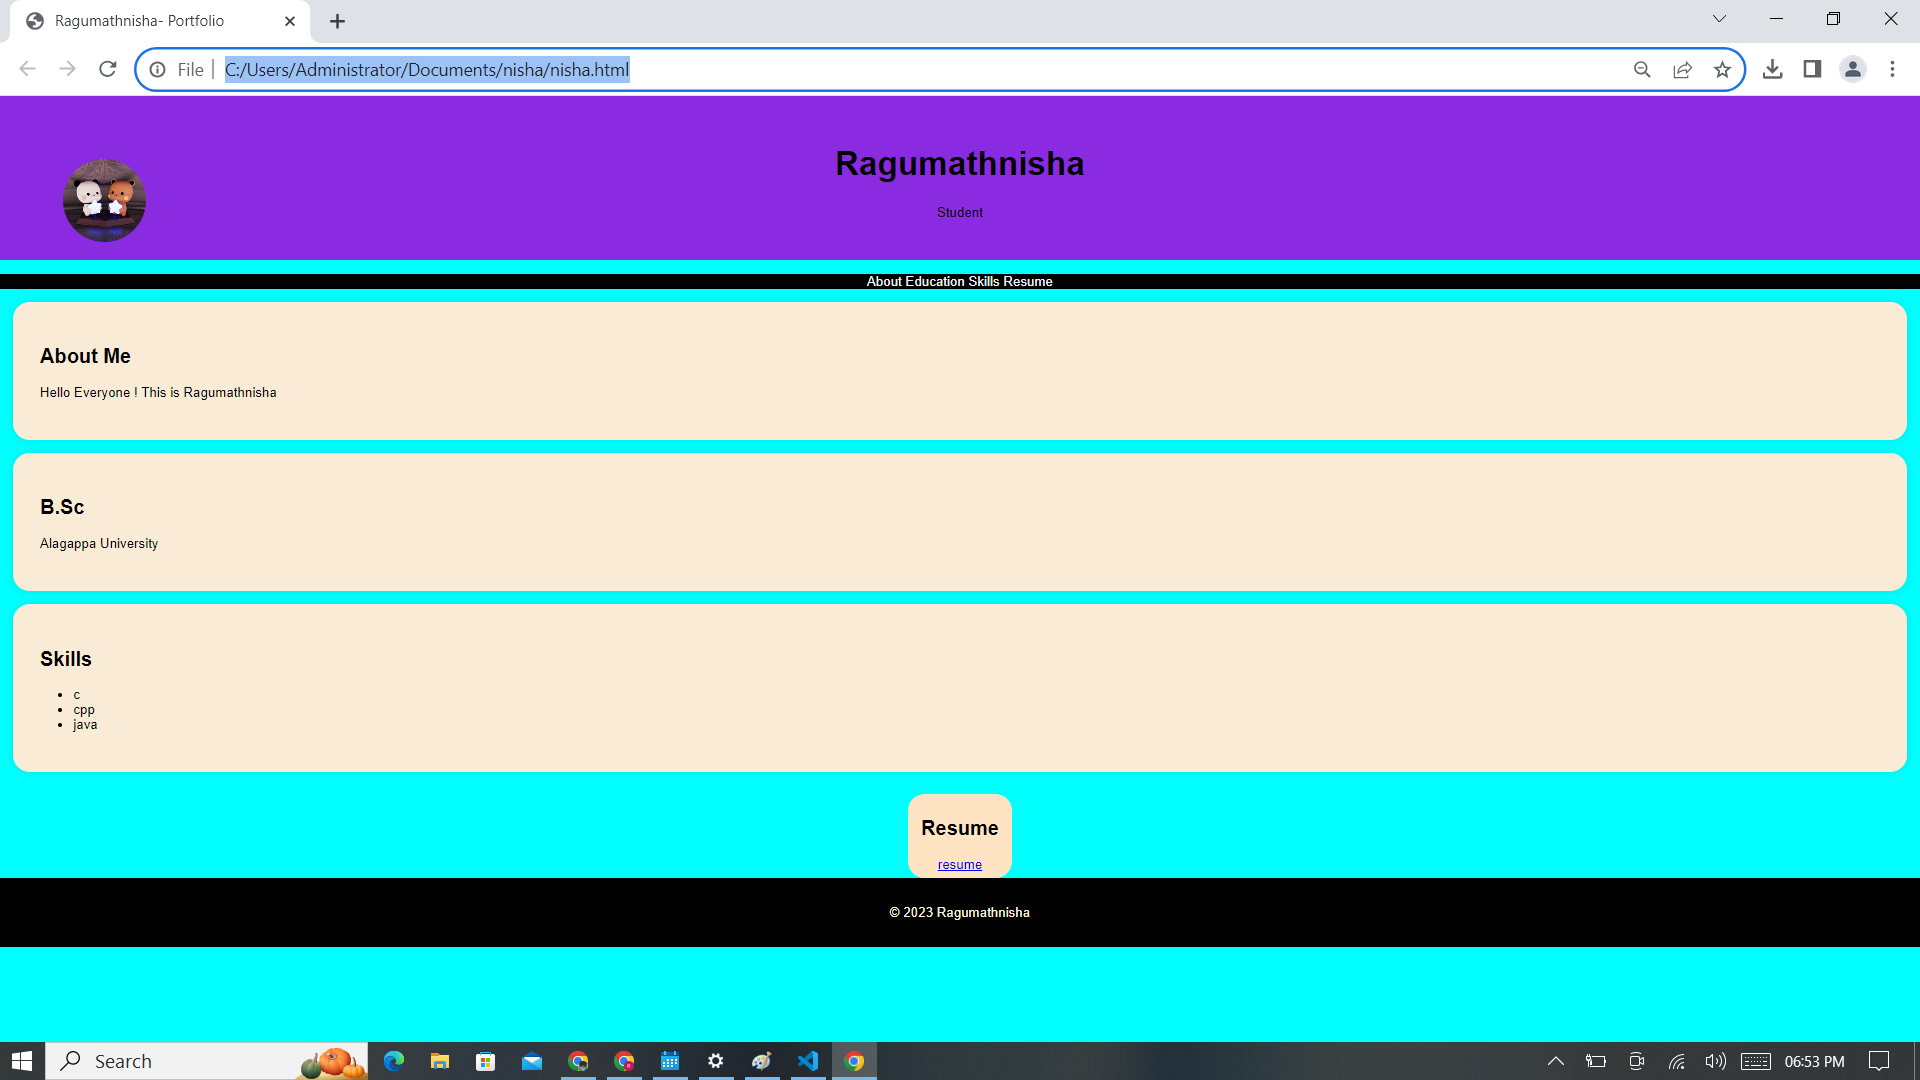 Ragumathnisha- Portfolio
File C:/Users/Administrator/Documents/nisha/nisha.html
Ragumathnisha
Student
About Education Skills Resume
About Me
Hello Everyone ! This is Ragumathnisha
B.Sc
Alagappa University
Skills
c
cpp
java
Resume
resume
© 2023 Ragumathnisha
Search
06:53 PM